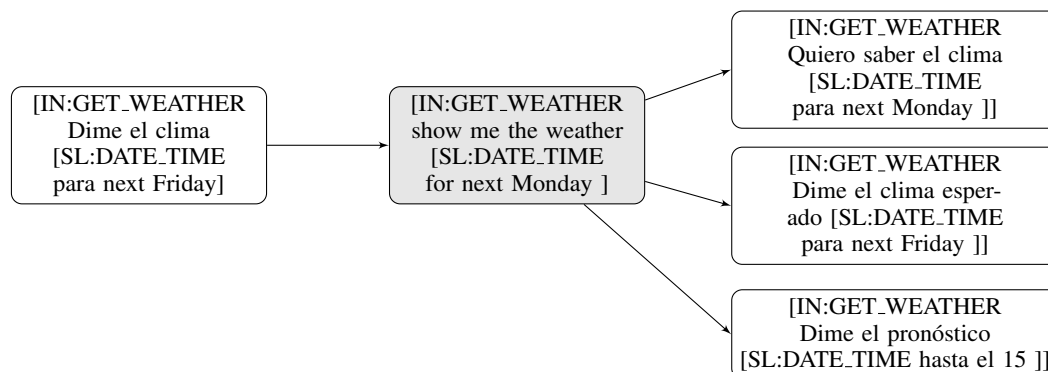 [IN:GET_WEATHER
Dime el clima
[SL:DATE_TIME
para next Friday]
[IN:GET_WEATHER
show me the weather
[SL:DATE_TIME
for next Monday ]
[IN:GET_WEATHER
Quiero saber el clima
[SL:DATE_TIME
para next Monday ]]
[IN:GET_WEATHER
Dime el clima esper-
ado [SL:DATE_TIME
para next Friday ]]
[IN:GET_WEATHER
Dime el pronóstico
[SL:DATE_TIME hasta el 15 ]]